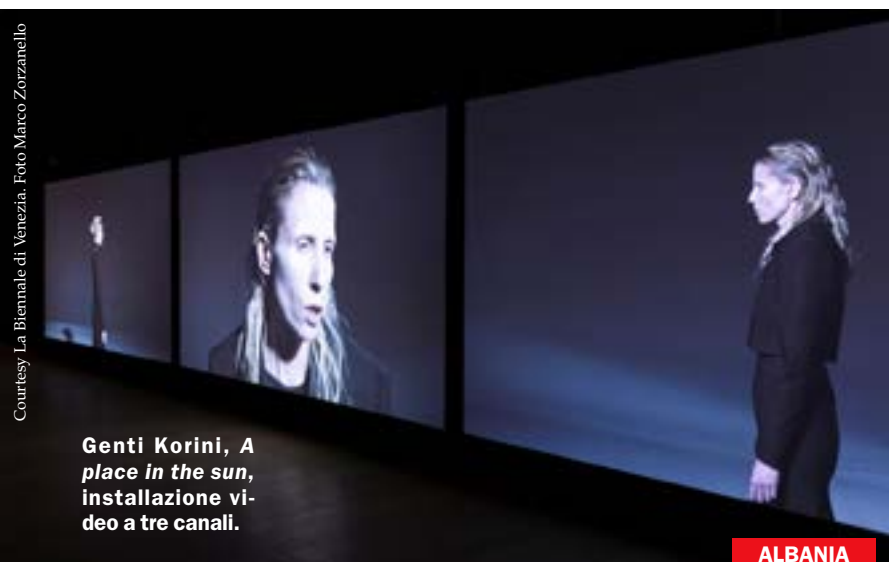 Courtesy La Biennale di Venezia. Foto Marco Zorzanello
Genti Korini, A
place in the sun,
installazione vi-
deo a tre canali.
ALBANIA